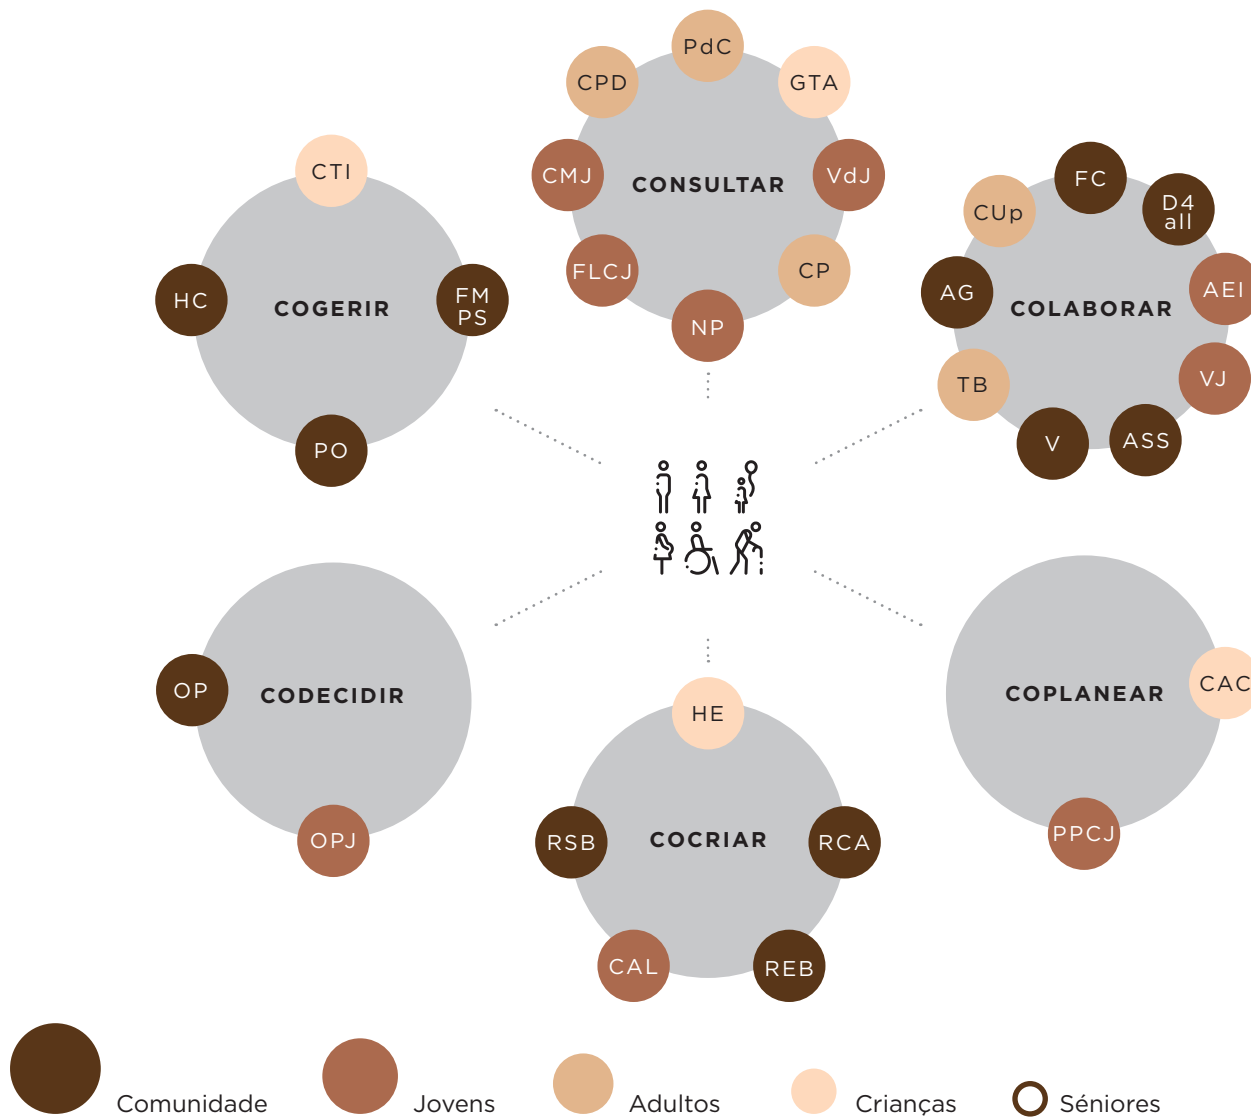 PdC
CPD
GTA
CMJ
CONSULTAR
VdJ
FLCJ
CP
NP
CTI
HC
COGERIR
FM
PS
PO
FC
D4
all
CUp
AG
COLABORAR
AEI
TB
VJ
V
ASS
OP
CODECIDIR
OPJ
HE
RSB
COCRIAR
RCA
CAL
REB
COPLANEAR
CAC
PPCJ
Comunidade
Jovens
Adultos
Crianças
Séniores